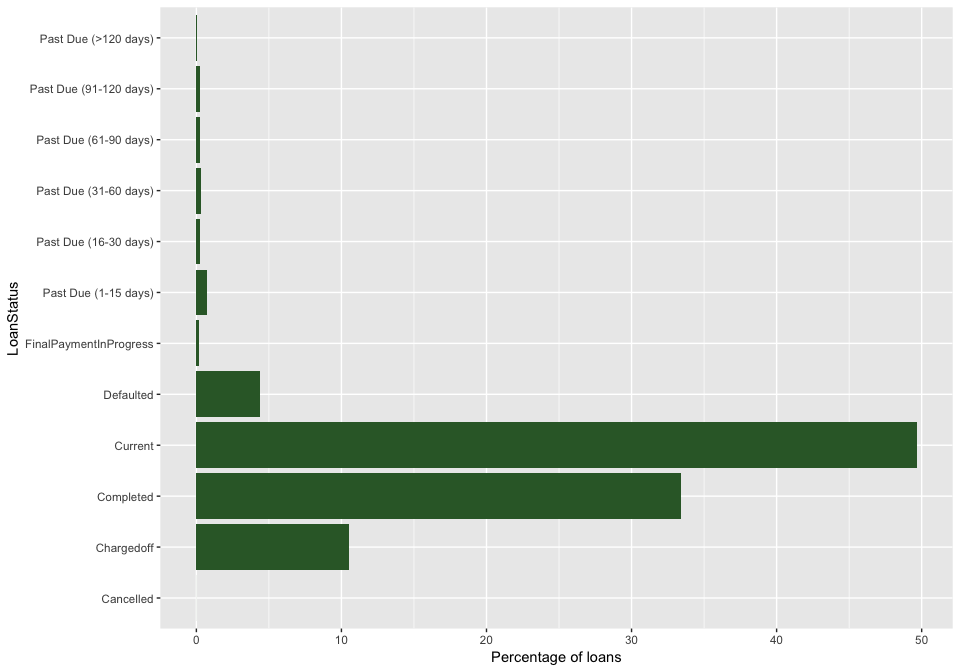 Past Due (>120 days)
Past Due (91-120 days)
Past Due (61-90 days)
Past Due (31-60 days)
Past Due (16-30 days)
Past Due (1-15 days)
FinalPaymentInProgress
Defaulted
Current
Completed
Chargedoff
Cancelled
LoanStatus
0 10 20 30 40 50
Percentage of loans